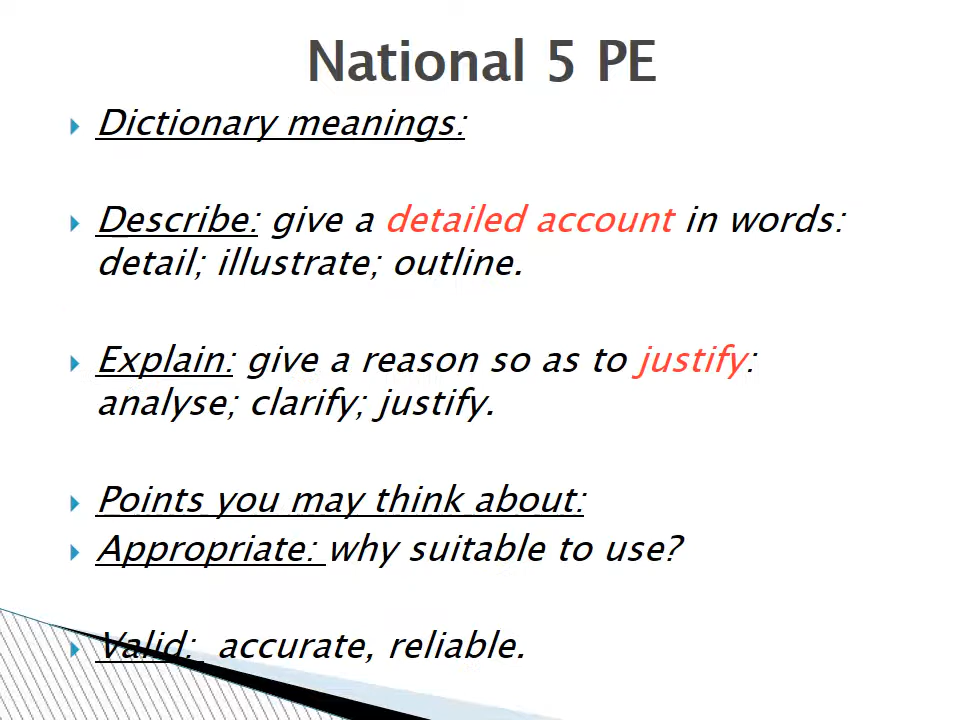 National 5 PE
Dictionary meanings:
Describe: give a detailed account in words:
detail; illustrate; outline.
Explain: give a reason so as to justify:
analyse; clarify; justify.
Points you may think about:
Appropriate: why suitable to use?
Valid: accurate, reliable.